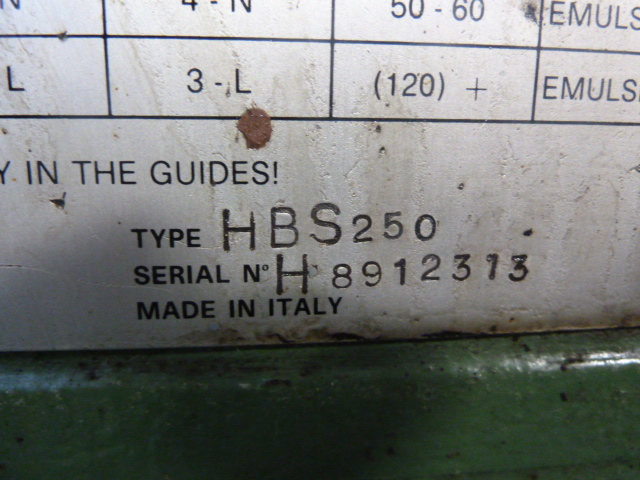 N 4 - N 50 - 60 EMULS
L 3 - L (120) + EMULS
Y IN THE GUIDES!
TYPE HBS250
SERIAL N° H 8912313
MADE IN ITALY